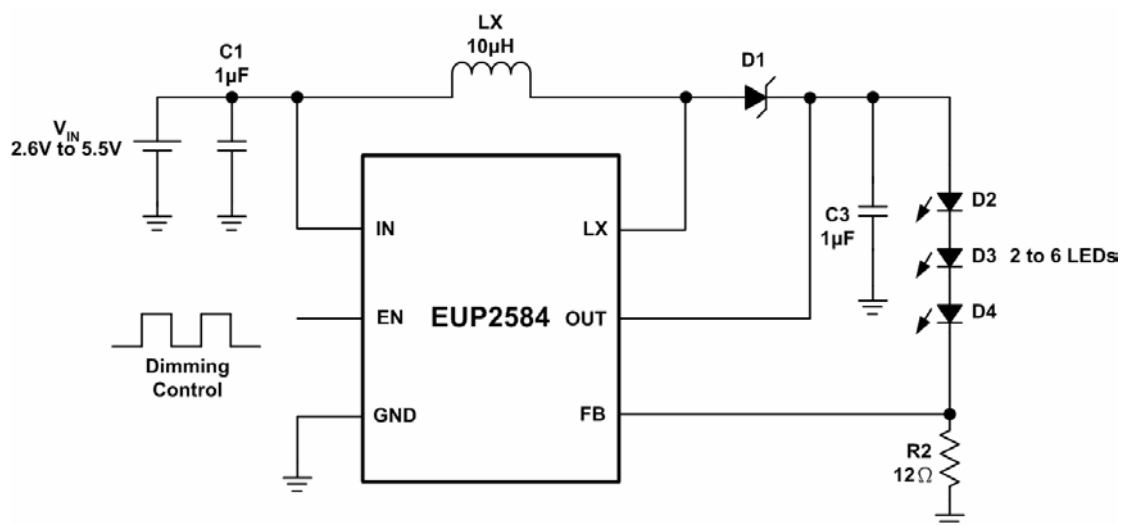 LX
10µH
C1
1µF
D1
V_IN
2.6V to 5.5V
IN
LX
C3
1µF
D2
D3 2 to 6 LEDs
EN
EUP2584
OUT
D4
Dimming
Control
GND
FB
R2
12Ω